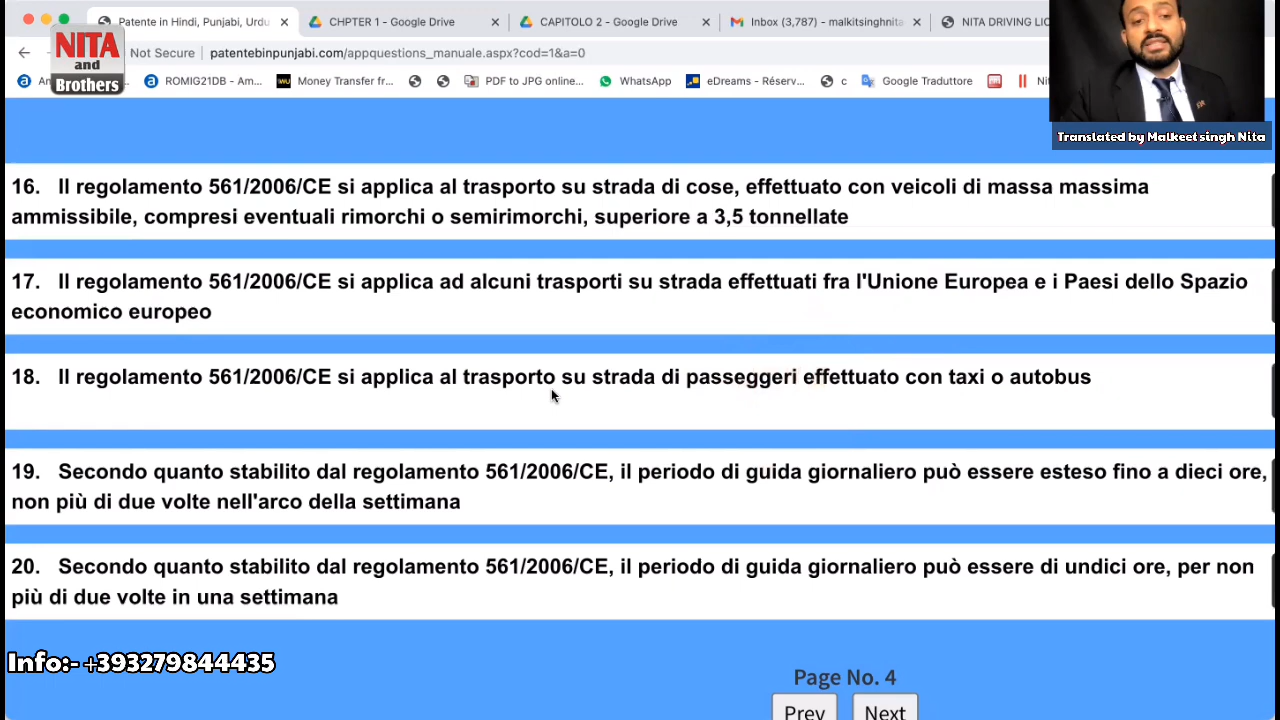 Patente in Hindi, Punjabi, Urdu
CHPTER 1 - Google Drive
CAPITOLO 2 - Google Drive
Inbox (3,787) - malkitsinghnita
NITA DRIVING LIC
NITA
and
Brothers
Not Secure
patentebinpunjabi.com/appquestions_manuale.aspx?cod=1&a=0
ROMIG21DB - Am...
Money Transfer fr...
PDF to JPG online...
WhatsApp
eDreams - Réserv...
c
Google Traduttore
Translated by Malkeet singh Nita
16. Il regolamento 561/2006/CE si applica al trasporto su strada di cose, effettuato con veicoli di massa massima
ammissibile, compresi eventuali rimorchi o semirimorchi, superiore a 3,5 tonnellate
17. Il regolamento 561/2006/CE si applica ad alcuni trasporti su strada effettuati fra l'Unione Europea e i Paesi dello Spazio
economico europeo
18. Il regolamento 561/2006/CE si applica al trasporto su strada di passeggeri effettuato con taxi o autobus
19. Secondo quanto stabilito dal regolamento 561/2006/CE, il periodo di guida giornaliero può essere esteso fino a dieci ore,
non più di due volte nell'arco della settimana
20. Secondo quanto stabilito dal regolamento 561/2006/CE, il periodo di guida giornaliero può essere di undici ore, per non
più di due volte in una settimana
Info:- +393279844435
Page No. 4
Prev
Next